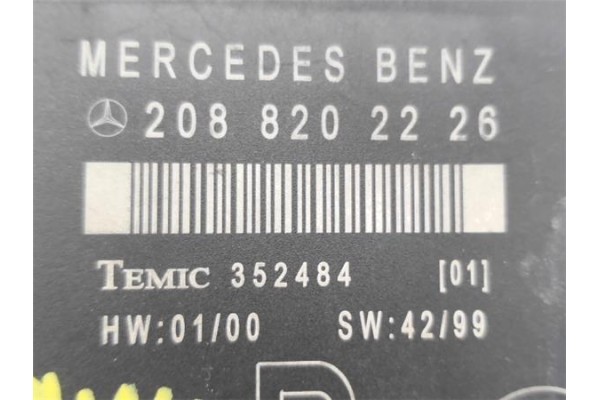 MERCEDES BENZ
208 820 22 26
TEMIC 352484 [01]
HW:01/00 SW:42/99